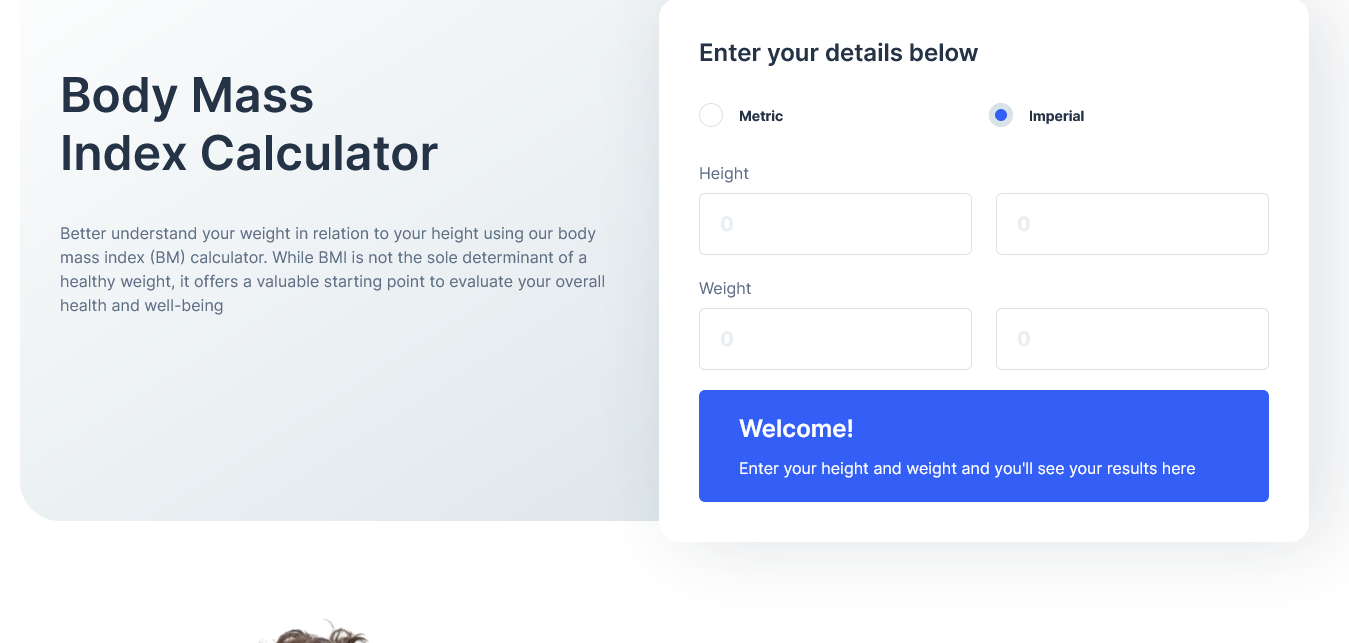 Body Mass
Index Calculator
Better understand your weight in relation to your height using our body
mass index (BM) calculator. While BMI is not the sole determinant of a
healthy weight, it offers a valuable starting point to evaluate your overall
health and well-being
Enter your details below
Metric
Imperial
Height
0
0
Weight
0
0
Welcome!
Enter your height and weight and you'll see your results here